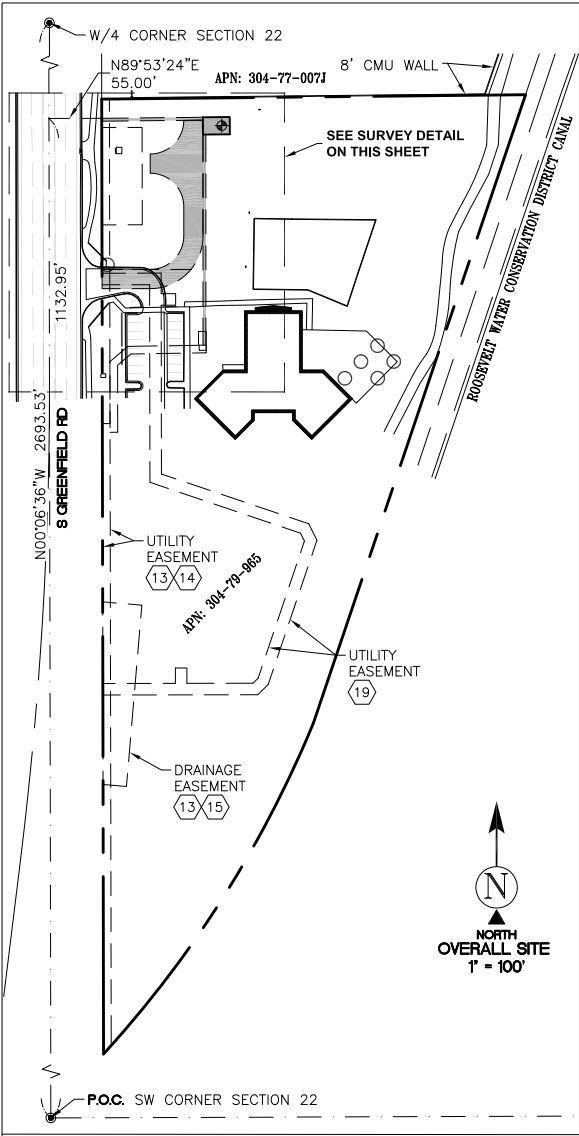 W/4 CORNER SECTION 22
N89°53'24"E
55.00'
APN: 304-77-007J
8' CMU WALL
SEE SURVEY DETAIL
ON THIS SHEET
ROOSEVELT WATER CONSERVATION DISTRICT CANAL
1132.95'
N00°06'36"W 2693.53'
S GREENFIELD RD
UTILITY
EASEMENT
13 14
APN: 304-79-965
UTILITY
EASEMENT
19
DRAINAGE
EASEMENT
13 15
N
NORTH
OVERALL SITE
1" = 100'
P.O.C. SW CORNER SECTION 22